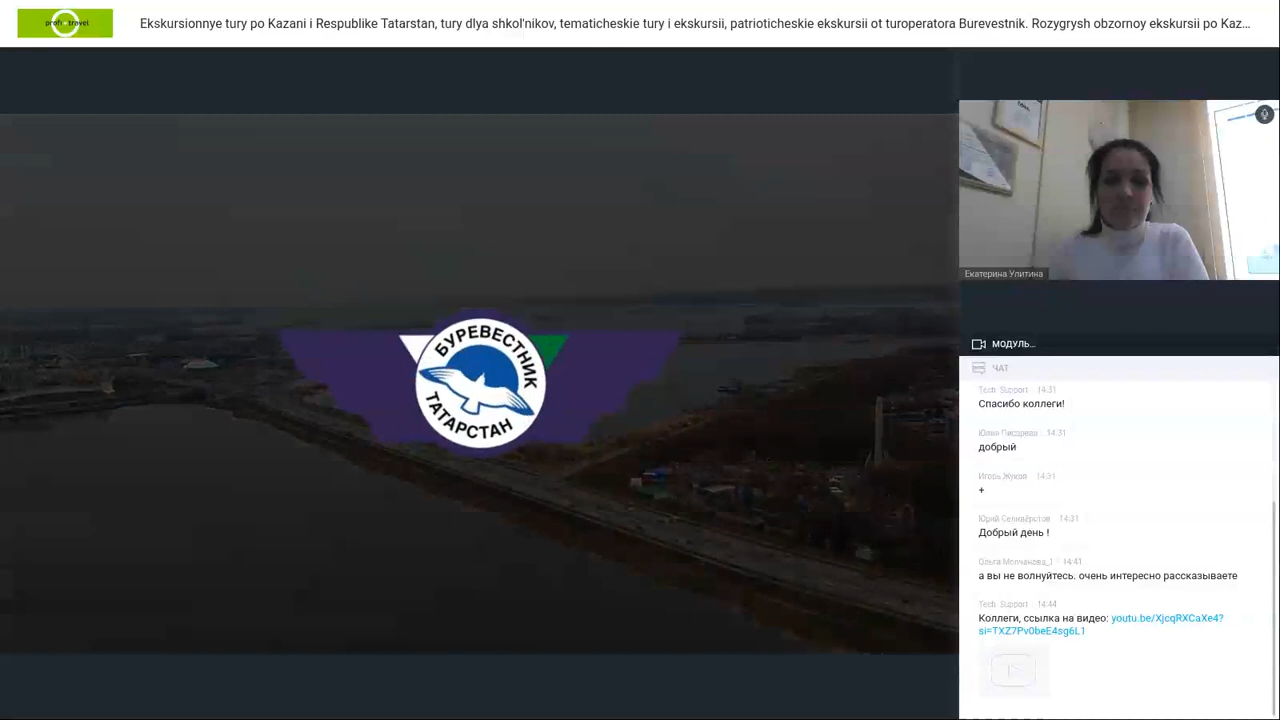 profi travel
Ekskursionnye tury po Kazani i Respublike Tatarstan, tury dlya shkol'nikov, tematicheskie tury i ekskursii, patrioticheskie ekskursii ot turoperatora Burevestnik. Rozygrysh obzornoy ekskursii po Kaz...
БУРЕВЕСТНИК
ТАТАРСТАН
Екатерина Улитина
МОДУЛЬ...
ЧАТ
Tech Support 14:31
Спасибо коллеги!
Юлия Писарева 14:31
добрый
Игорь Жуков 14:31
+
Юрий Селивёрстов 14:31
Добрый день !
Ольга Молчанова_1 14:41
а вы не волнуйтесь. очень интересно рассказываете
Tech Support 14:44
Коллеги, ссылка на видео: youtu.be/XjcqRXCaXe4?
si=TXZ7Pv0beE4sg6L1